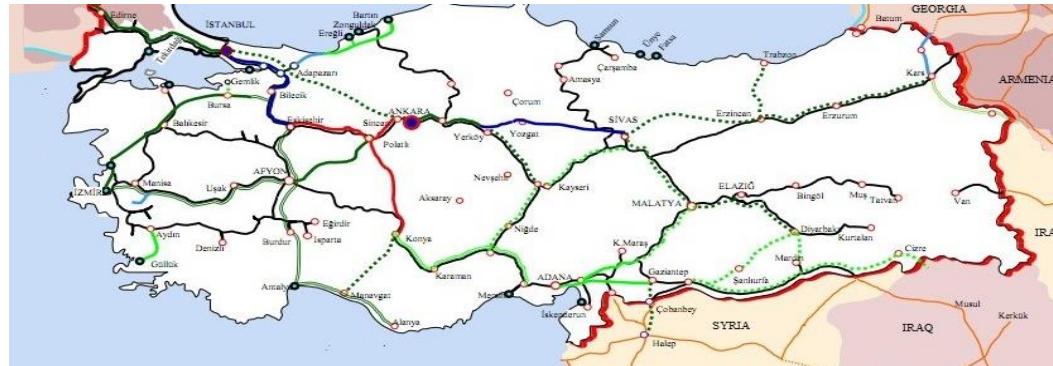 GEORGIA
Edirne
İSTANBUL
Bartın
Zonguldak
Ereğli
Samsun
Ünye
Fatsa
Batum
Tekirdağ
Adapazarı
Çarşamba
Trabzon
Kars
ARMENIA
Gemlik
Bursa
Bilecik
Amasya
Çorum
ANKARA
Sincan
Balıkesir
Eskişehir
Polatlı
Yerköy
Yozgat
SİVAS
Erzincan
Erzurum
İZMİR
Manisa
Uşak
AFYON
Nevşehir
Kayseri
Aksaray
ELAZIĞ
Bingöl
Muş
Tatvan
Van
MALATYA
Aydın
Denizli
Eğirdir
Isparta
Burdur
Konya
Niğde
K.Maraş
Diyarbakı
Kurtalan
Cizre
IRA
Güllük
Karaman
ADANA
Gaziantep
Mardin
Şanlıurfa
Antalya
Manavgat
Mersin
İskenderun
Çobanbey
Musul
Kerkük
Alanya
Halep
SYRIA
IRAQ